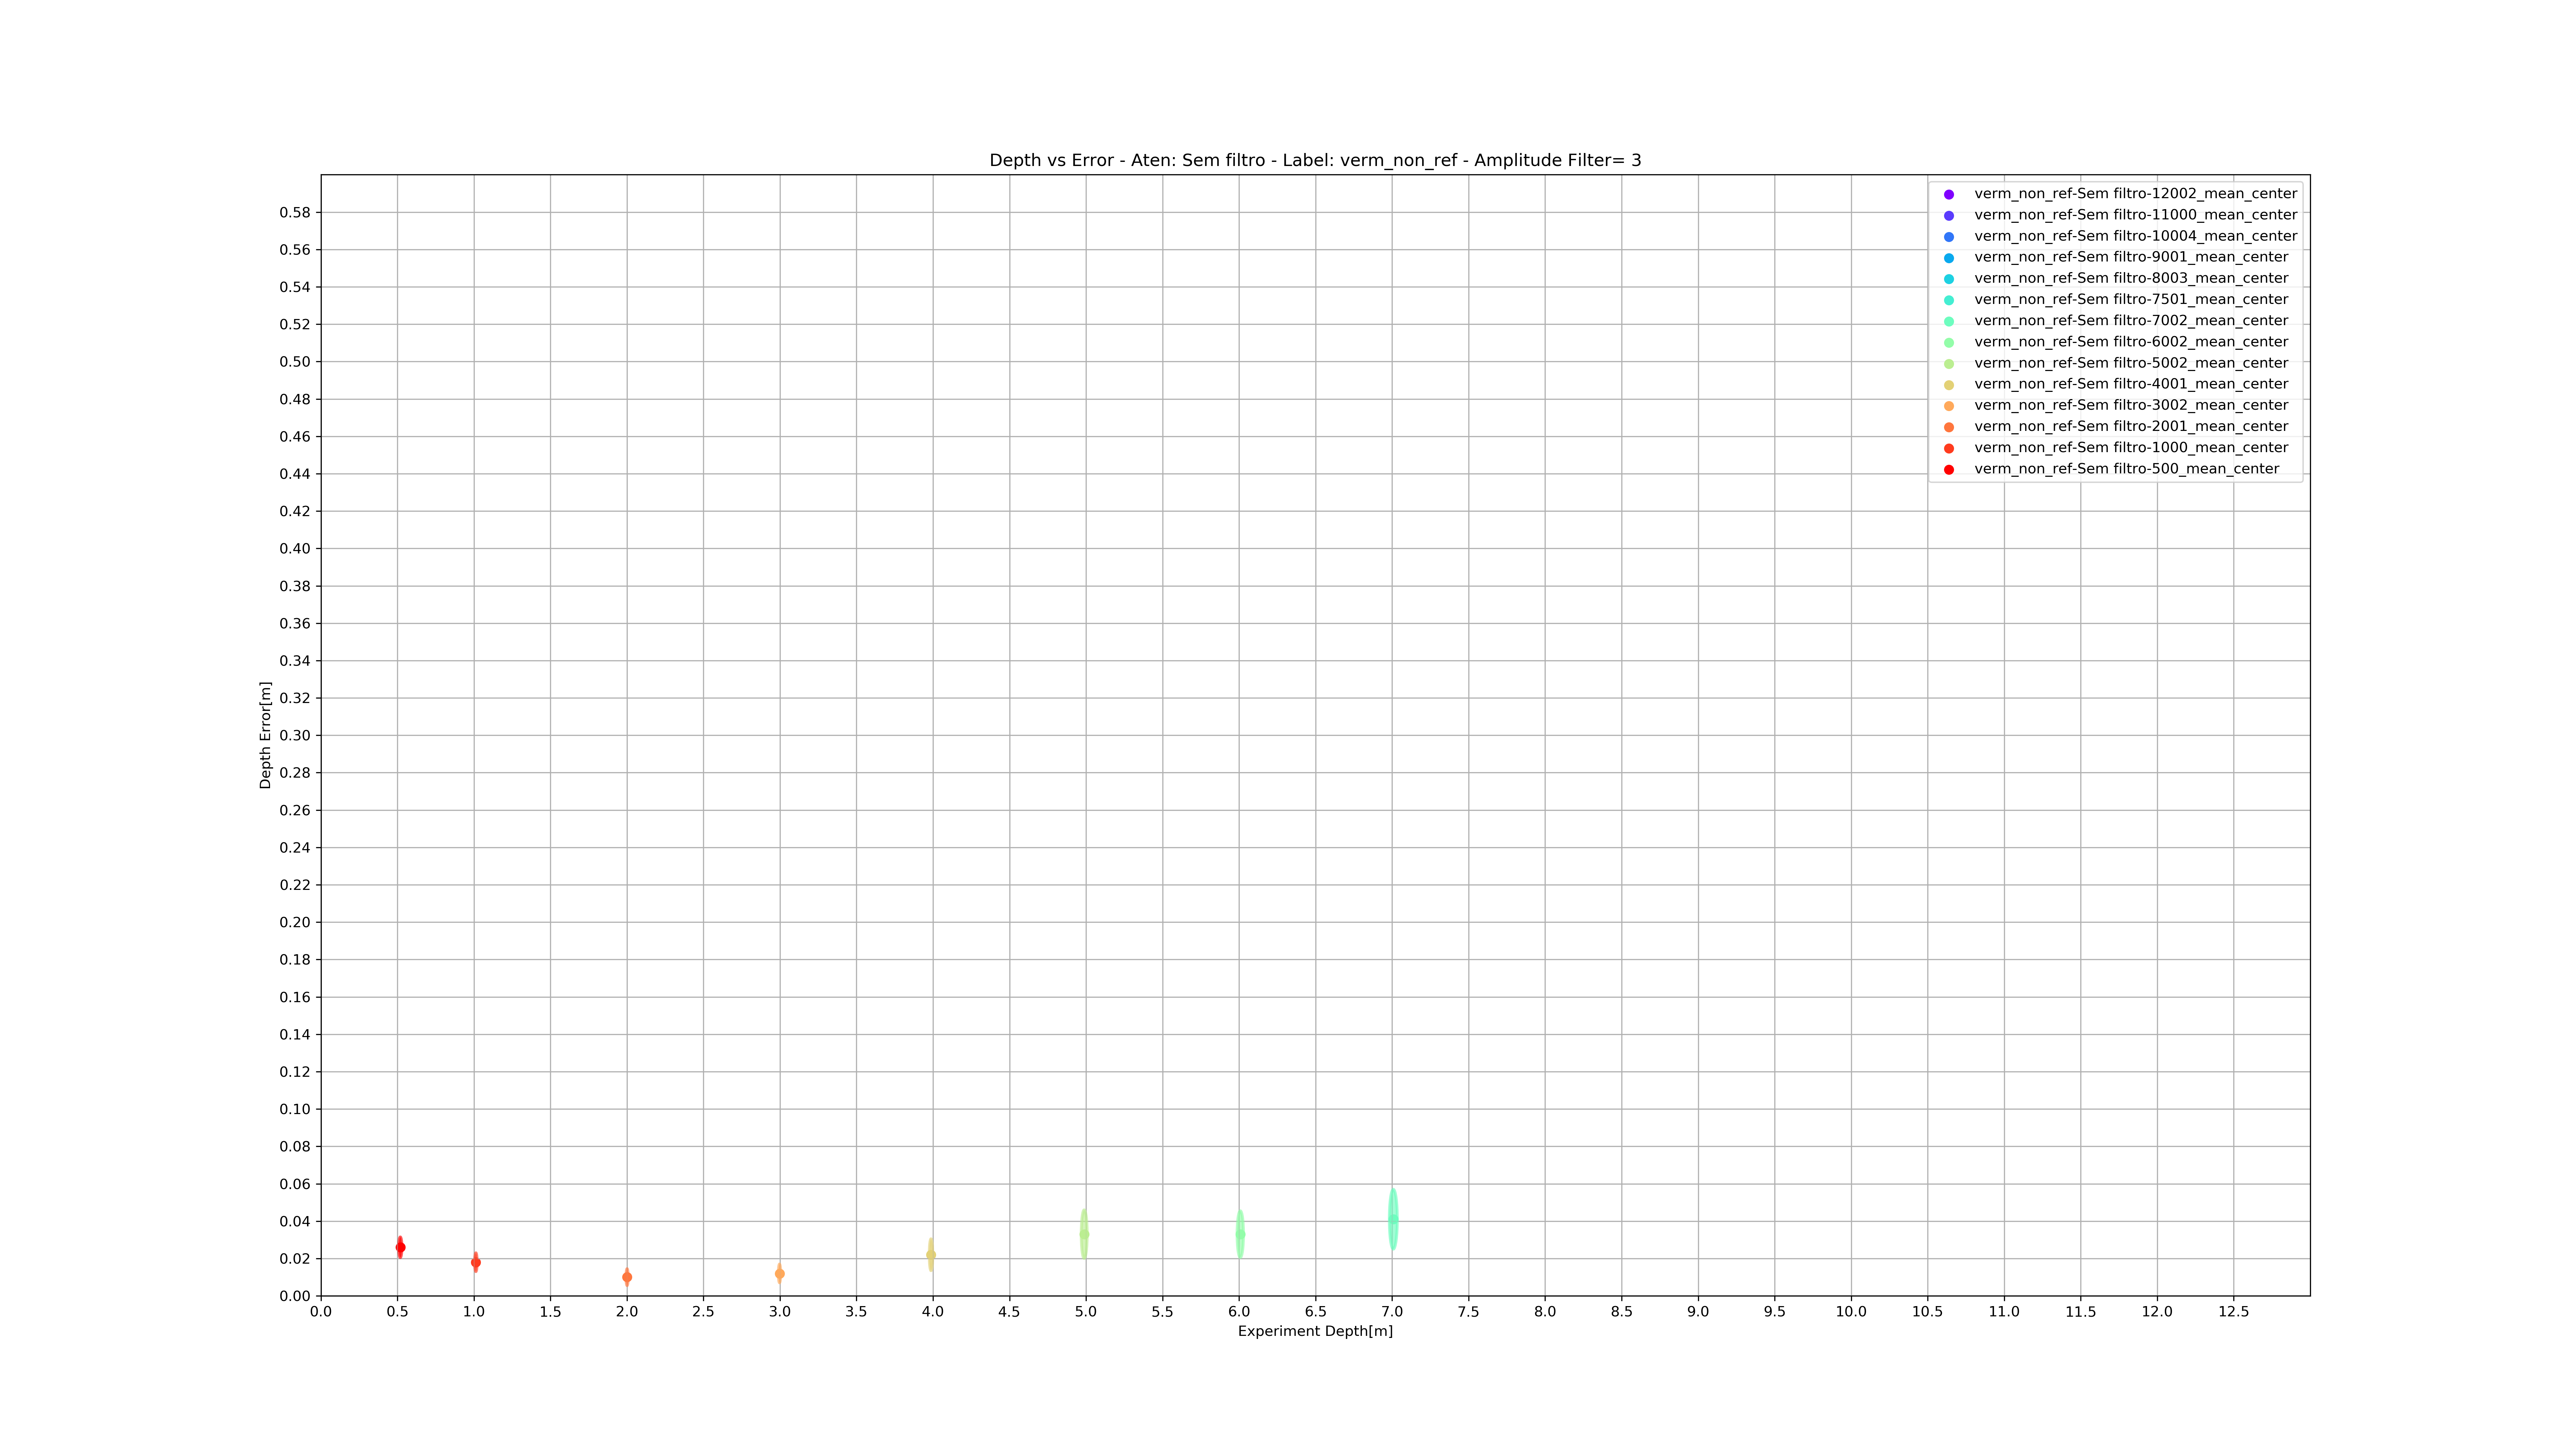 Depth vs Error - Aten: Sem filtro - Label: verm_non_ref - Amplitude Filter= 3
verm_non_ref-Sem filtro-12002_mean_center
verm_non_ref-Sem filtro-11000_mean_center
verm_non_ref-Sem filtro-10004_mean_center
verm_non_ref-Sem filtro-9001_mean_center
verm_non_ref-Sem filtro-8003_mean_center
verm_non_ref-Sem filtro-7501_mean_center
verm_non_ref-Sem filtro-7002_mean_center
verm_non_ref-Sem filtro-6002_mean_center
verm_non_ref-Sem filtro-5002_mean_center
verm_non_ref-Sem filtro-4001_mean_center
verm_non_ref-Sem filtro-3002_mean_center
verm_non_ref-Sem filtro-2001_mean_center
verm_non_ref-Sem filtro-1000_mean_center
verm_non_ref-Sem filtro-500_mean_center
0.58
0.56
0.54
0.52
0.50
0.48
0.46
0.44
0.42
0.40
0.38
0.36
0.34
0.32
0.30
0.28
0.26
0.24
0.22
0.20
0.18
0.16
0.14
0.12
0.10
0.08
0.06
0.04
0.02
0.00
Depth Error[m]
0.0 0.5 1.0 1.5 2.0 2.5 3.0 3.5 4.0 4.5 5.0 5.5 6.0 6.5 7.0 7.5 8.0 8.5 9.0 9.5 10.0 10.5 11.0 11.5 12.0 12.5
Experiment Depth[m]